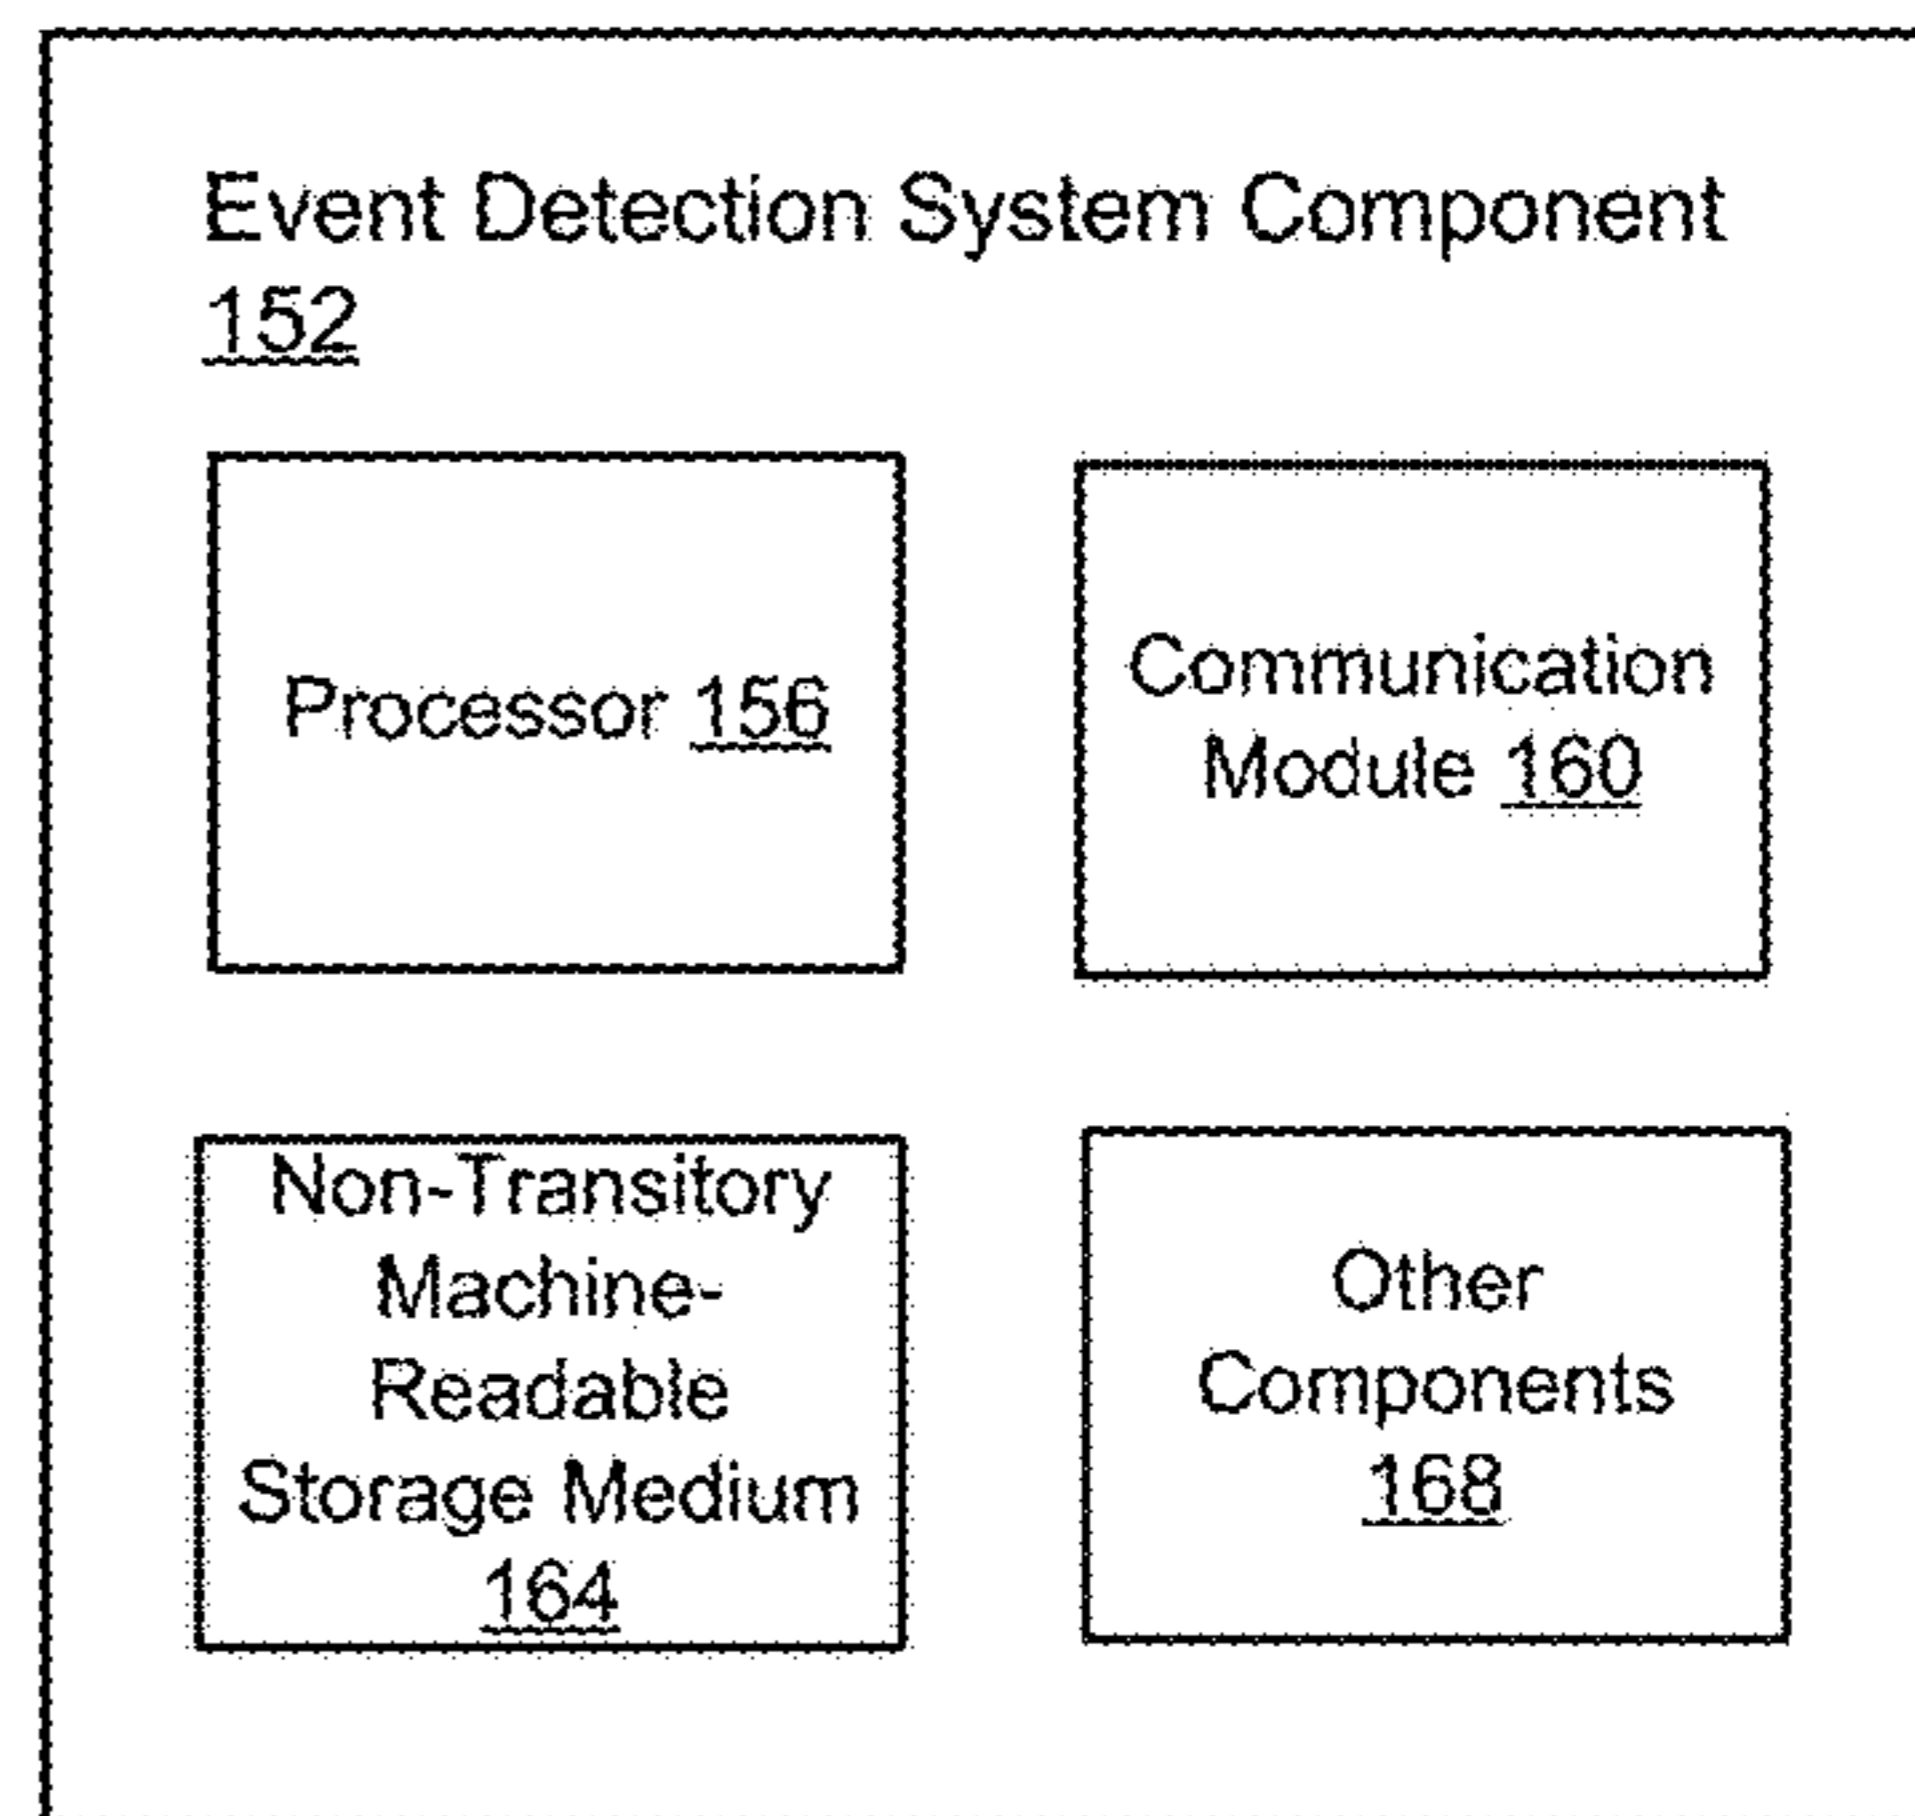 Event Detection System Component
152
Processor 156
Communication
Module 160
Non-Transitory
Machine-
Readable
Storage Medium
164
Other
Components
168